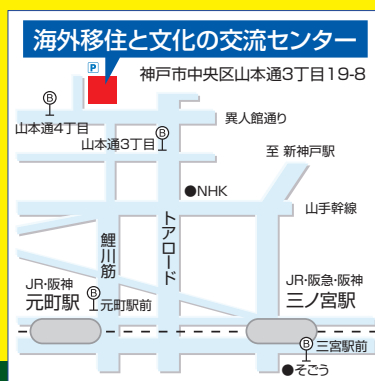 海外移住と文化の交流センター
P
神戸市中央区山本通3丁目19-8
B
山本通4丁目
異人館通り
B
山本通3丁目
至 新神戸駅
●NHK
山手幹線
鯉川筋
トアロード
JR・阪神
元町駅
B
元町駅前
JR・阪急・阪神
三ノ宮駅
B
三宮駅前
●そごう